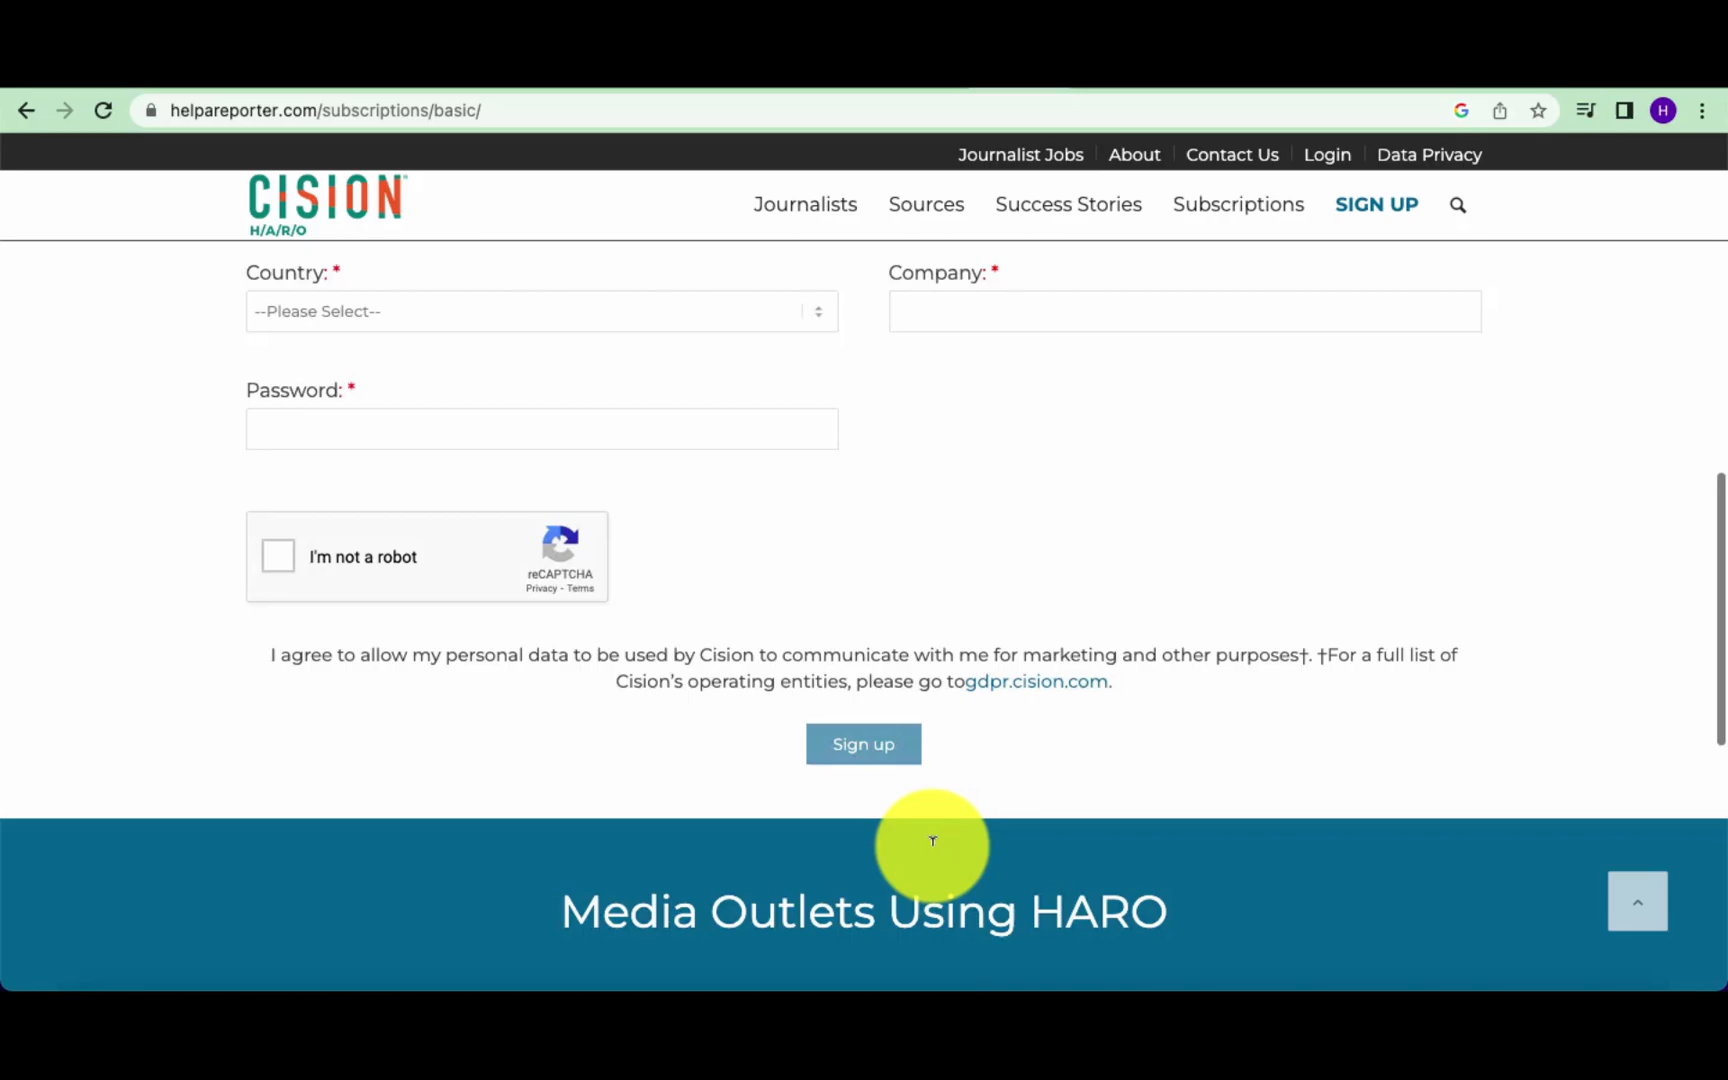 helpareporter.com/subscriptions/basic/
H
Journalist Jobs About Contact Us Login Data Privacy
CISION
H/A/R/O
Journalists Sources Success Stories Subscriptions SIGN UP
Country: * Company: *
--Please Select--
Password: *
I'm not a robot
reCAPTCHA
Privacy - Terms
I agree to allow my personal data to be used by Cision to communicate with me for marketing and other purposes†. †For a full list of
Cision's operating entities, please go togdpr.cision.com.
Sign up
Media Outlets Using HARO